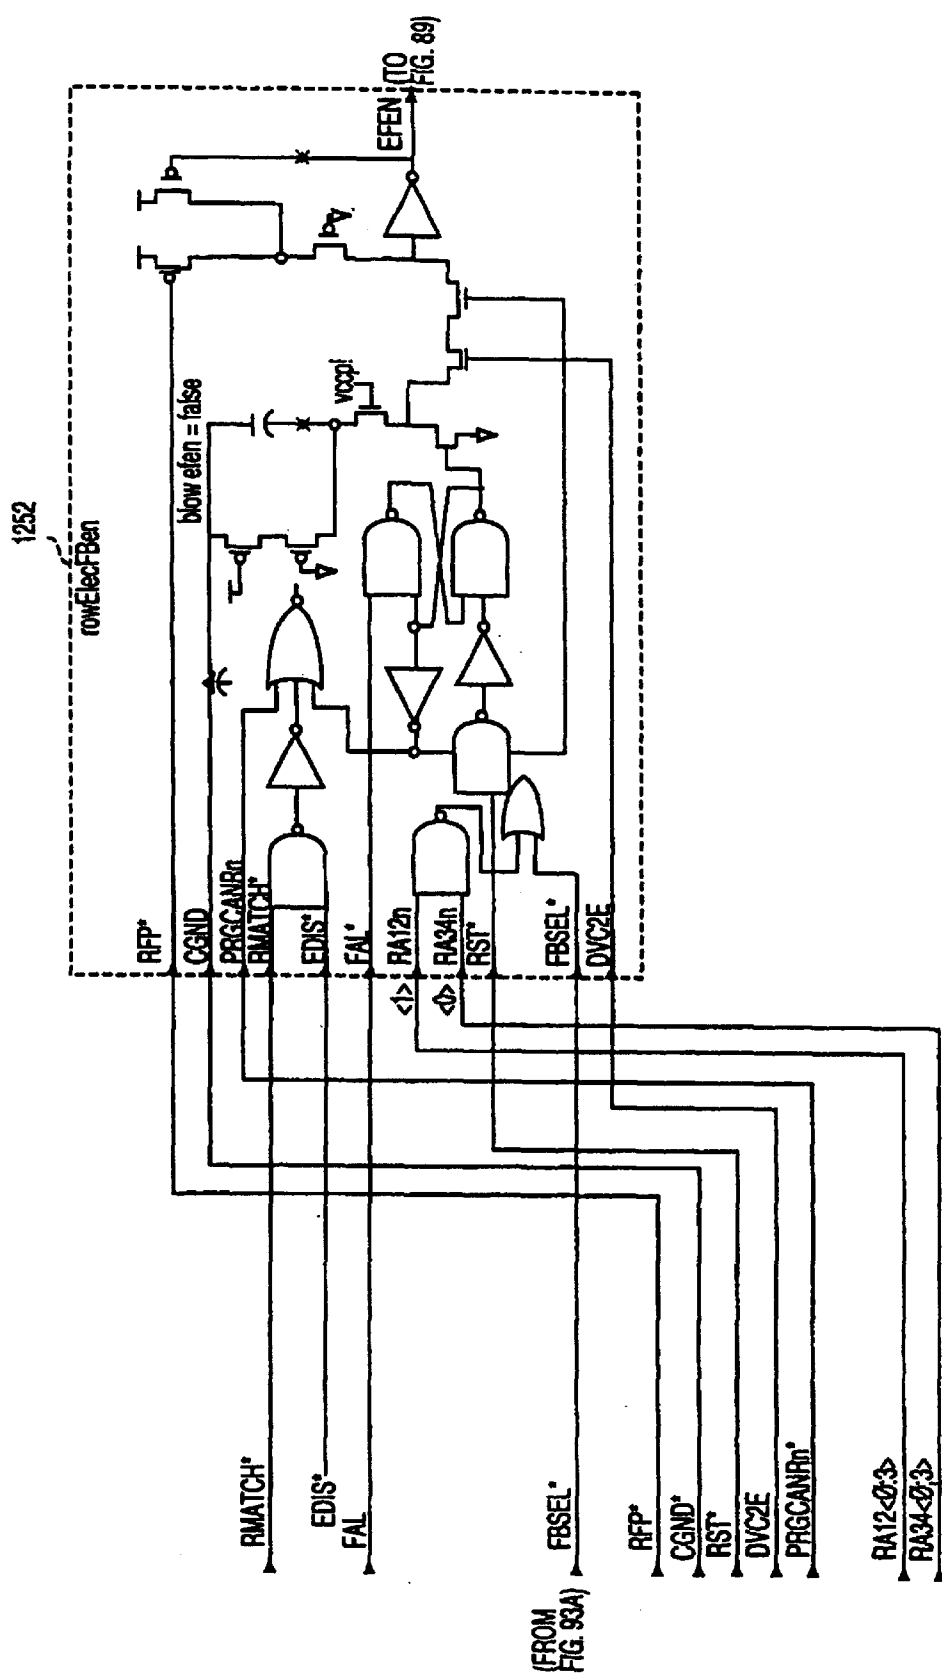 1252
rowElecFBen
RFP*
CGND
PRGCANRn
RMATCH*
EDIS*
FAL*
RA12n
<1>
RA34n
<0>
RST*
FBSEL*
DVC2E
blow efen = false
vccp!
EFEN
(TO
FIG. 89)
RMATCH*
EDIS*
FAL
FBSEL*
(FROM
FIG. 93A)
RFP*
CGND*
RST*
DVC2E
PRGCANRn*
RA12<0:3>
RA34<0:3>